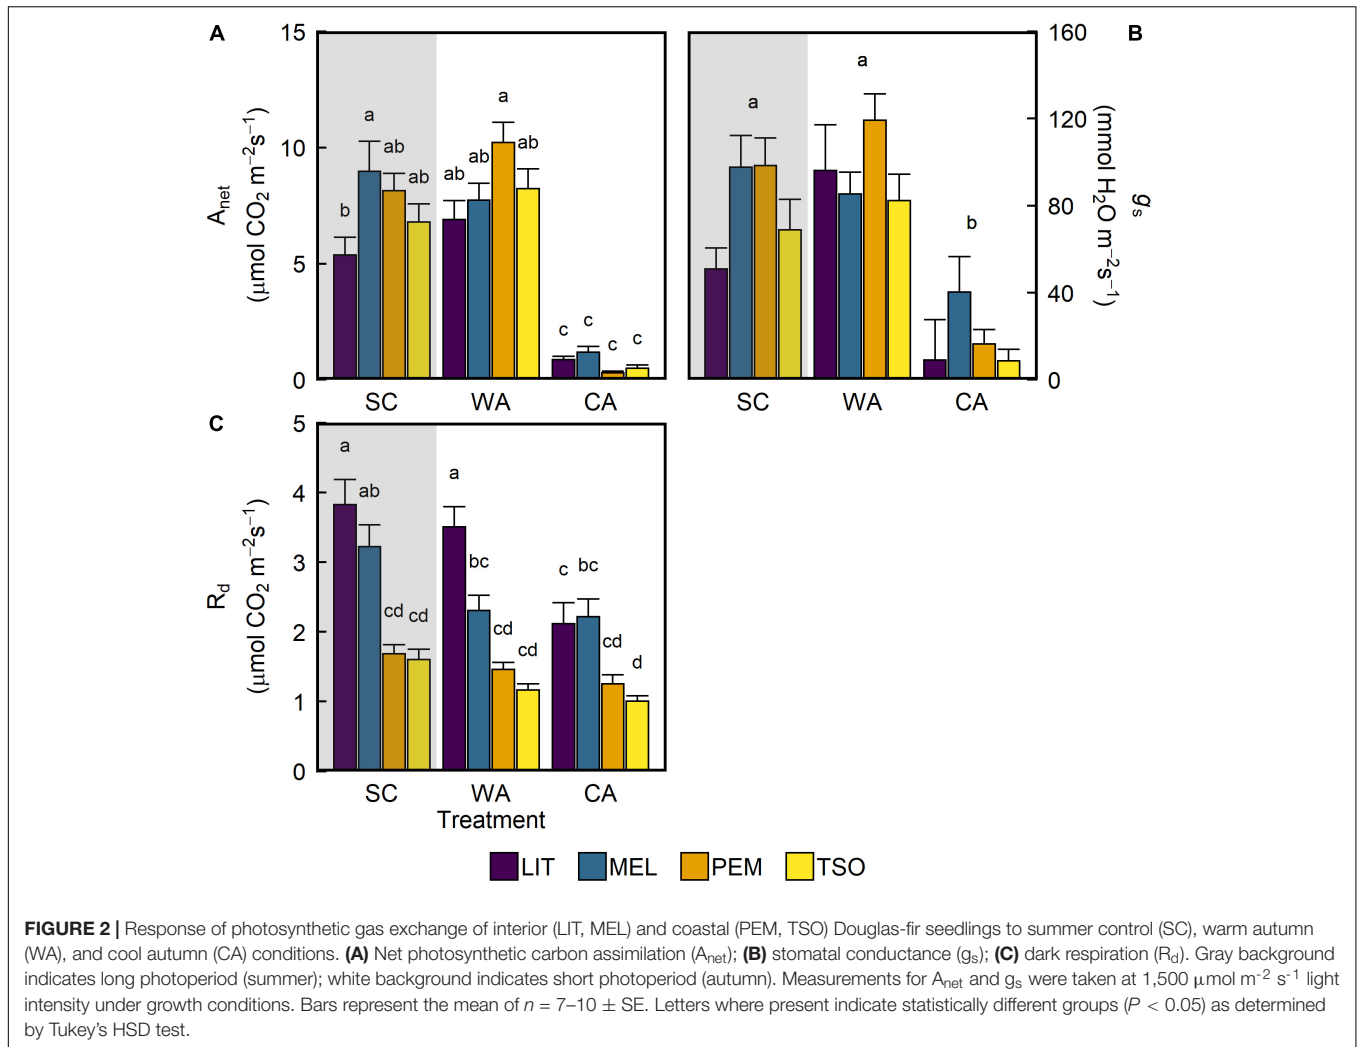 A
15
10
5
0
Anet
(μmol CO2 m−2s−1)
b
a
ab
ab
ab
ab
a
ab
c
c
c
c
SC
WA
CA
B
160
120
80
40
0
gs
(mmol H2O m−2s−1)
a
a
b
SC
WA
CA
C
5
4
3
2
1
0
Rd
(μmol CO2 m−2s−1)
a
ab
cd
cd
a
bc
cd
cd
c
bc
cd
d
SC
WA
CA
Treatment
LIT
MEL
PEM
TSO
FIGURE 2 | Response of photosynthetic gas exchange of interior (LIT, MEL) and coastal (PEM, TSO) Douglas-fir seedlings to summer control (SC), warm autumn
(WA), and cool autumn (CA) conditions. (A) Net photosynthetic carbon assimilation (Anet); (B) stomatal conductance (gs); (C) dark respiration (Rd). Gray background
indicates long photoperiod (summer); white background indicates short photoperiod (autumn). Measurements for Anet and gs were taken at 1,500 μmol m-2 s-1 light
intensity under growth conditions. Bars represent the mean of n = 7–10 ± SE. Letters where present indicate statistically different groups (P < 0.05) as determined
by Tukey's HSD test.